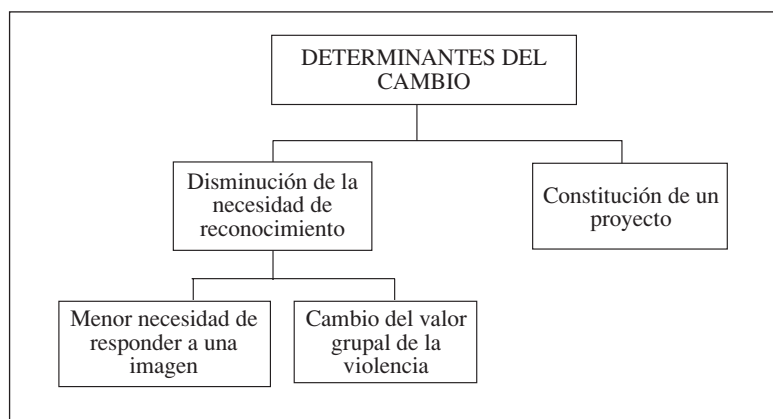 DETERMINANTES DEL
CAMBIO
Disminución de la
necesidad de
reconocimiento
Constitución de un
proyecto
Menor necesidad de
responder a una
imagen
Cambio del valor
grupal de la
violencia